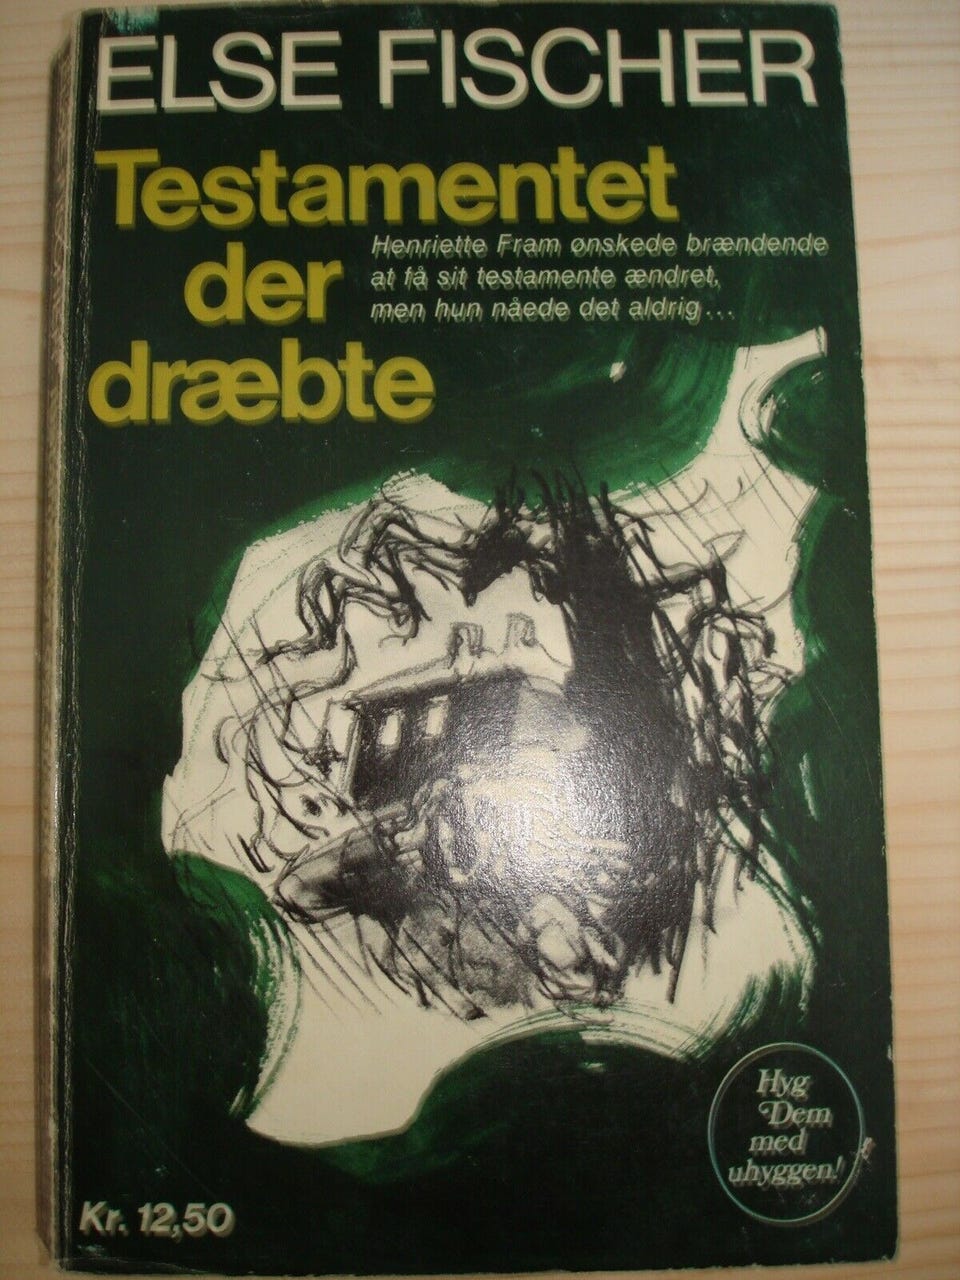 ELSE FISCHER
Testamentet
der
dræbte
Henriette Fram ønskede brændende
at få sit testamente ændret,
men hun nåede det aldrig...
Hyg
Dem
med
uhyggen!
Kr. 12,50